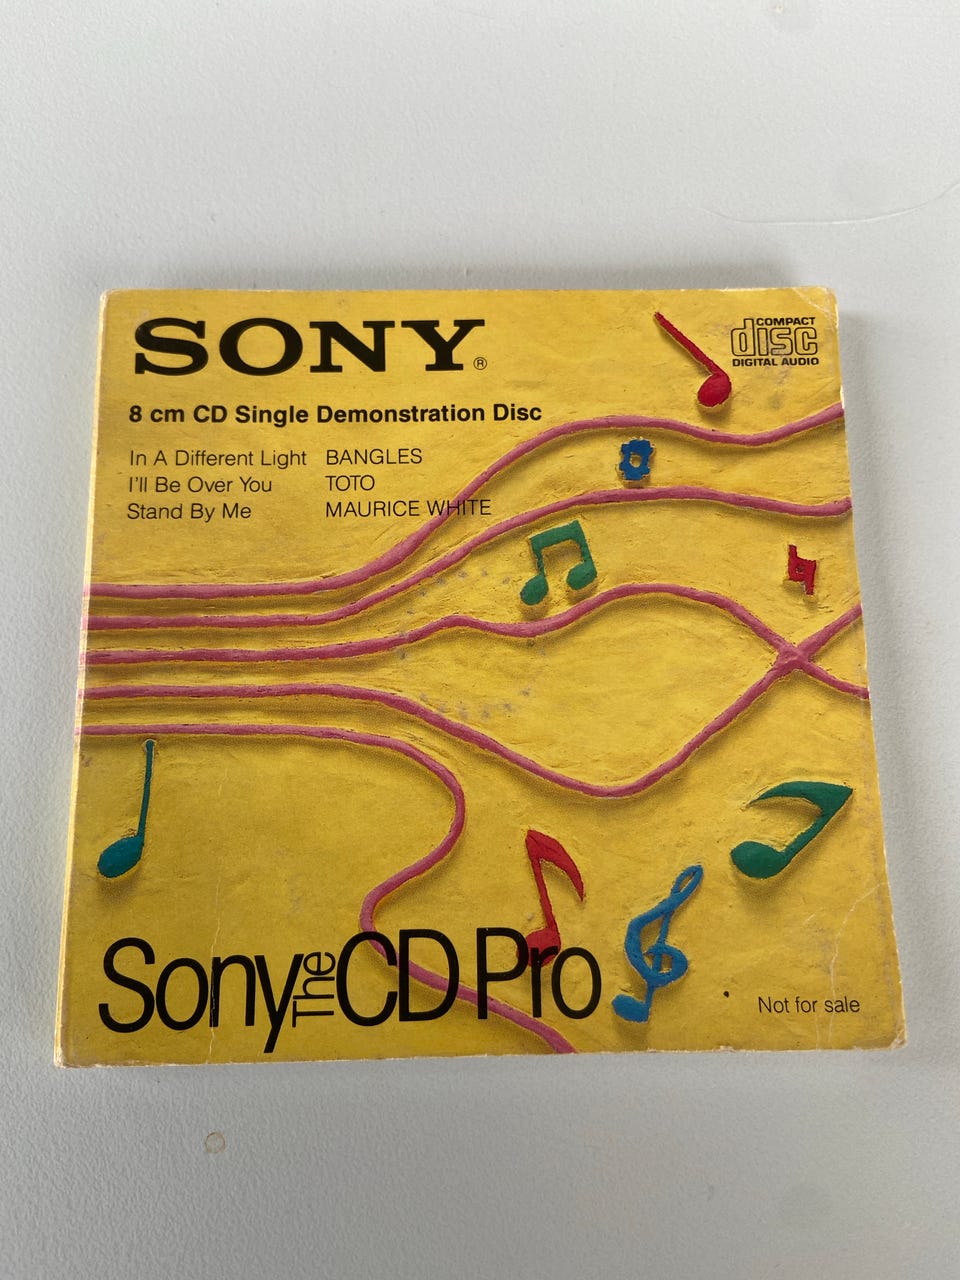 SONY®
COMPACT
disc
DIGITAL AUDIO
8 cm CD Single Demonstration Disc
In A Different Light BANGLES
I'll Be Over You TOTO
Stand By Me MAURICE WHITE
Sony The CD Pro
Not for sale